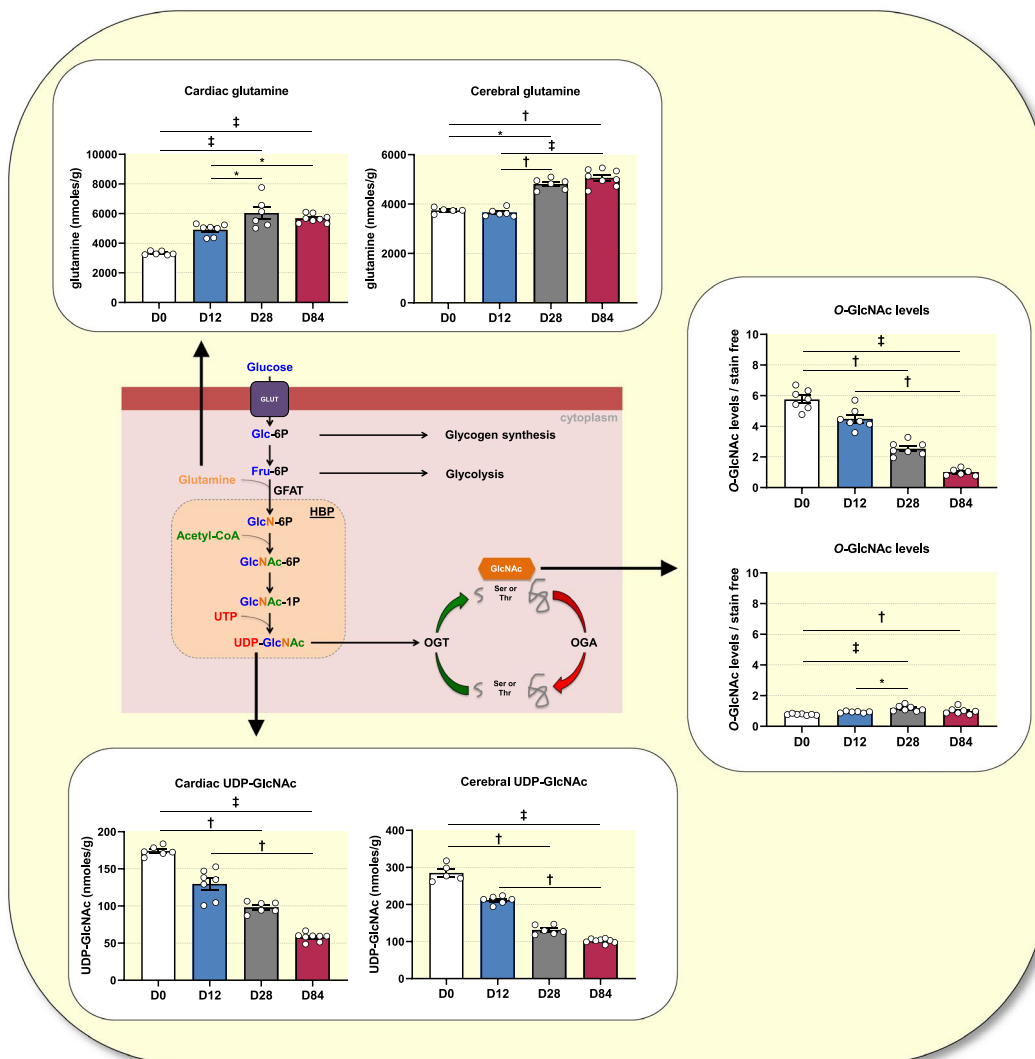 Cardiac glutamine
‡
‡
*
*
glutamine (nmoles/g)
10000
8000
6000
4000
2000
0
D0 D12 D28 D84
Cerebral glutamine
†
*
‡
†
glutamine (nmoles/g)
6000
4000
2000
0
D0 D12 D28 D84
Glucose
GLUT
cytoplasm
Glc-6P
Glycogen synthesis
Fru-6P
Glycolysis
Glutamine
GFAT
HBP
GlcN-6P
Acetyl-CoA
GlcNAc-6P
GlcNAc-1P
UTP
UDP-GlcNAc
OGT
GlcNAc
Ser or
Thr
OGA
Ser or
Thr
O-GlcNAc levels
‡
†
†
O-GlcNAc levels / stain free
10
8
6
4
2
0
D0 D12 D28 D84
O-GlcNAc levels
†
‡
*
O-GlcNAc levels / stain free
10
8
6
4
2
0
D0 D12 D28 D84
Cardiac UDP-GlcNAc
‡
†
†
UDP-GlcNAc (nmoles/g)
200
150
100
50
0
D0 D12 D28 D84
Cerebral UDP-GlcNAc
‡
†
†
UDP-GlcNAc (nmoles/g)
400
300
200
100
0
D0 D12 D28 D84